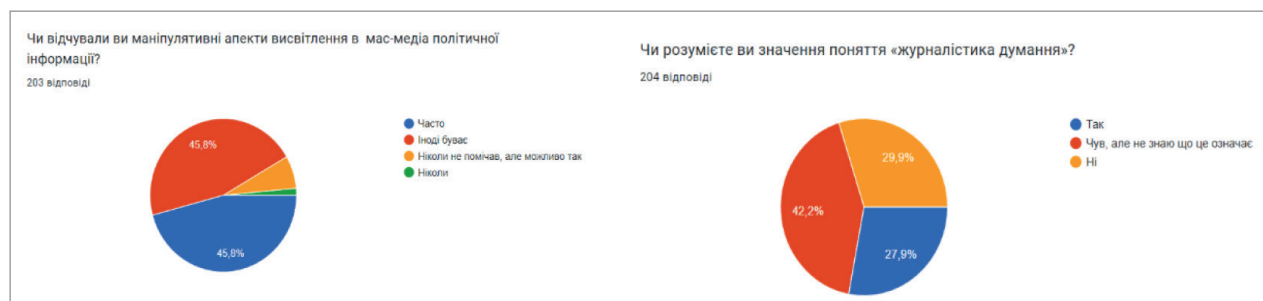 Чи відчували ви маніпулятивні апекти висвітлення в мас-медіа політичної
інформації?
203 відповіді
Часто
Іноді буває
Ніколи не помічав, але можливо так
Ніколи
45,8%
45,8%
Чи розумієте ви значення поняття «журналістика думання»?
204 відповіді
Так
Чув, але не знаю що це означає
Ні
29,9%
42,2%
27,9%